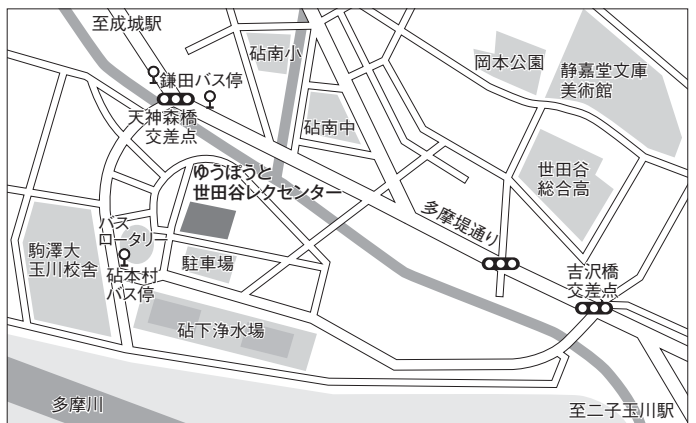 至成城駅
砧南小
鎌田バス停
天神森橋
交差点
砧南中
岡本公園
静嘉堂文庫
美術館
ゆうぽうと
世田谷レクセンター
世田谷
総合高
多摩堤通り
バス
ロータリー
駒澤大
玉川校舎
砧本村
バス停
駐車場
吉沢橋
交差点
砧下浄水場
多摩川
至二子玉川駅